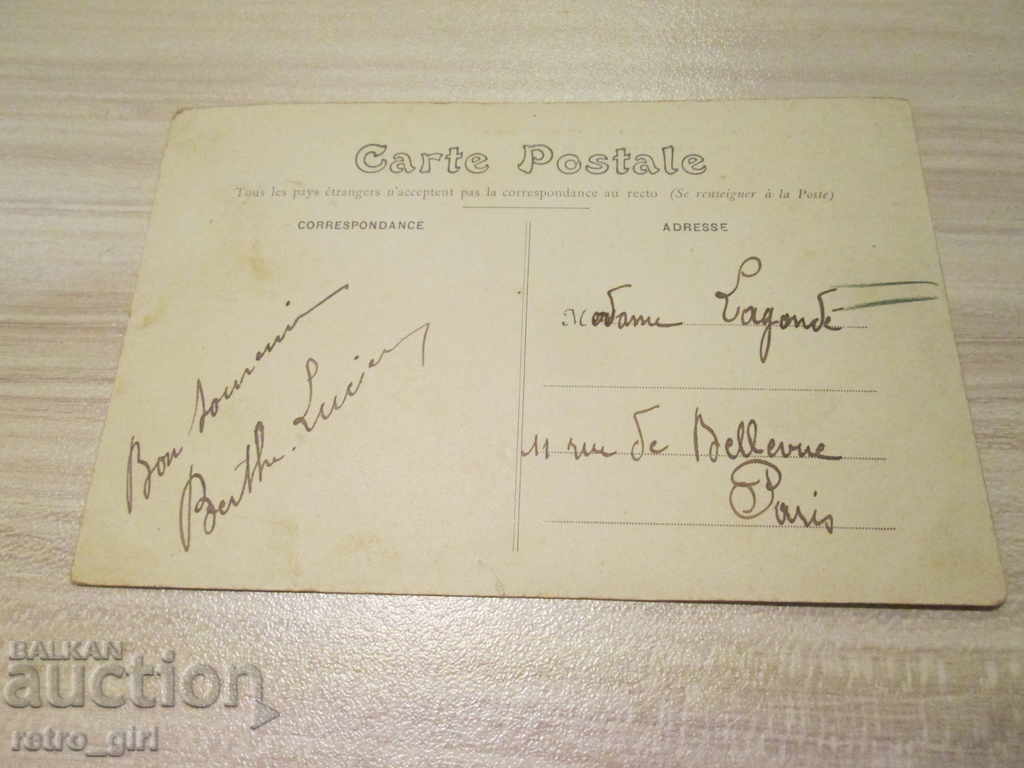 Carte Postale
Tous les pays étrangers n'acceptent pas la correspondance au recto (Se renseigner à la Poste)
CORRESPONDANCE
Bon souvenir
Berthe. Lucien
ADRESSE
Madame Lagonde
11 rue de Bellevue
Paris
BALKAN
auction
retro_girl